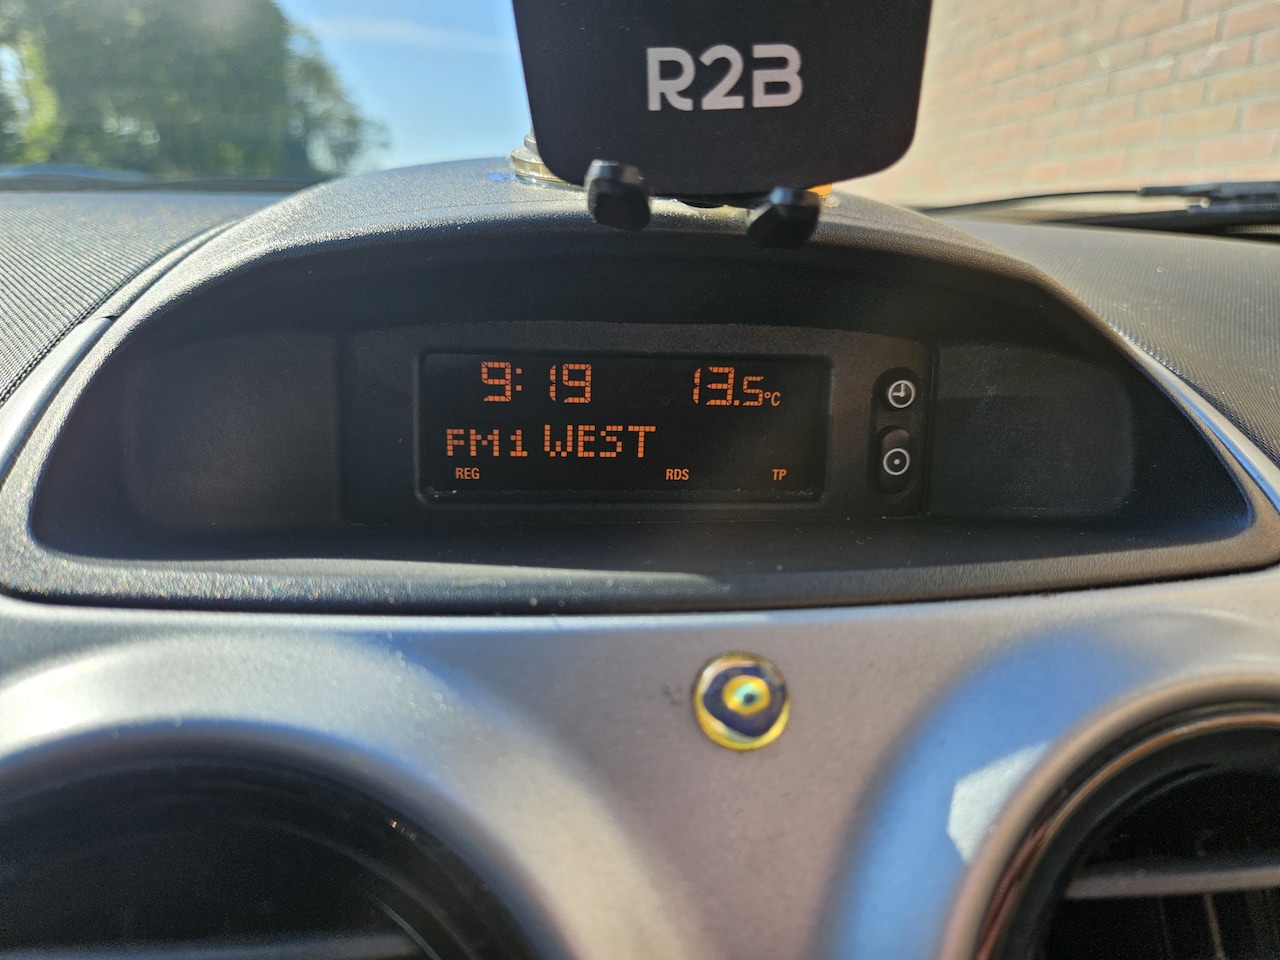 R2B
9:19 13.5°C
FM1 WEST
REG RDS TP